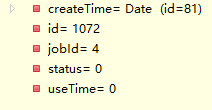 createTime= Date (id=81)
id= 1072
jobId= 4
status= 0
useTime= 0